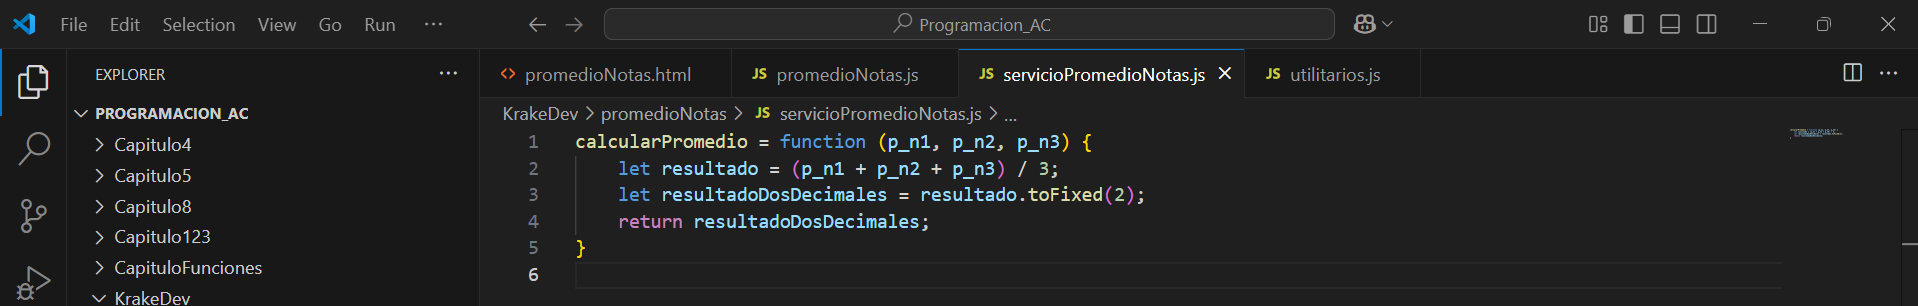 File Edit Selection View Go Run ··· Programacion_AC
EXPLORER ···
PROGRAMACION_AC
Capitulo4
Capitulo5
Capitulo8
Capitulo123
CapituloFunciones
KrakeDev
promedioNotas.html JS promedioNotas.js JS servicioPromedioNotas.js JS utilitarios.js
KrakeDev > promedioNotas > JS servicioPromedioNotas.js > ...
1 calcularPromedio = function (p_n1, p_n2, p_n3) {
2 let resultado = (p_n1 + p_n2 + p_n3) / 3;
3 let resultadoDosDecimales = resultado.toFixed(2);
4 return resultadoDosDecimales;
5 }
6